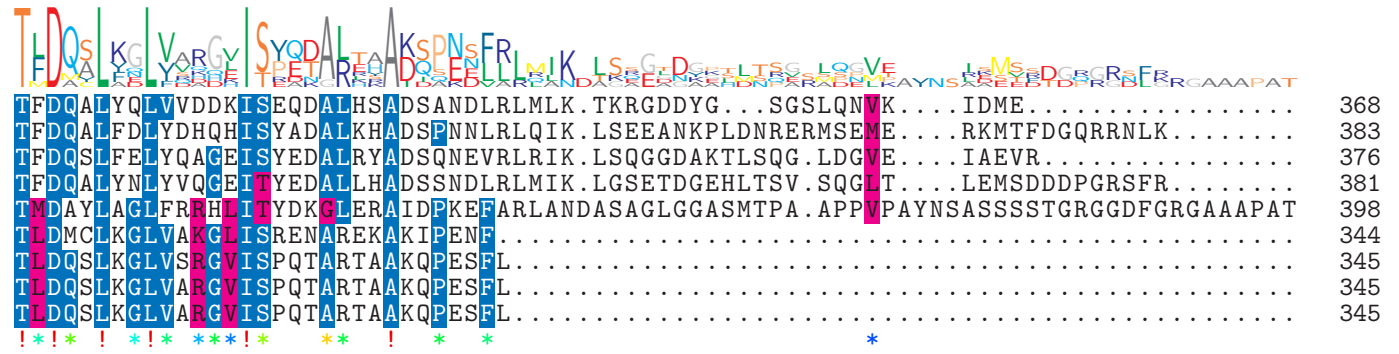 TFDQALYQLVVDDKISEQDALHSADSANDLRLMLK.TKRGDDYG...SGSLQNVK....IDME................. 368
TFDQALFDLYDHQHISYADALKHADSPNNLRLQIK.LSEEANKPLDNRERMSEME....RKMTFDGQRRNLK........ 383
TFDQSLFELYQAGEISYEDALRYADSQNEVRLRIK.LSQGGDAKTLSQG.LDGVE....IAEVR................ 376
TFDQALYNLYVQGEITYEDALLHADSSNDLRLMIK.LGSETDGEHLTSV.SQGLT....LEMSDDDPGRSFR........ 381
TMDAYLAGLFRRHLITYDKGLERAIDPKEFARLANDASAGLGGASMTPA.APPVPAYNSASSSSTGRGGDFGRGAAAPAT 398
TLDMCLKGLVAKGLISRENAREKAKIPENF.................................................. 344
TLDQSLKGLVSRGVISPQTARTAAKQPESFL................................................. 345
TLDQSLKGLVARGVISPQTARTAAKQPESFL................................................. 345
TLDQSLKGLVARGVISPQTARTAAKQPESFL................................................. 345
!*!* ! *!* ***!*   **  !  *  *                       *